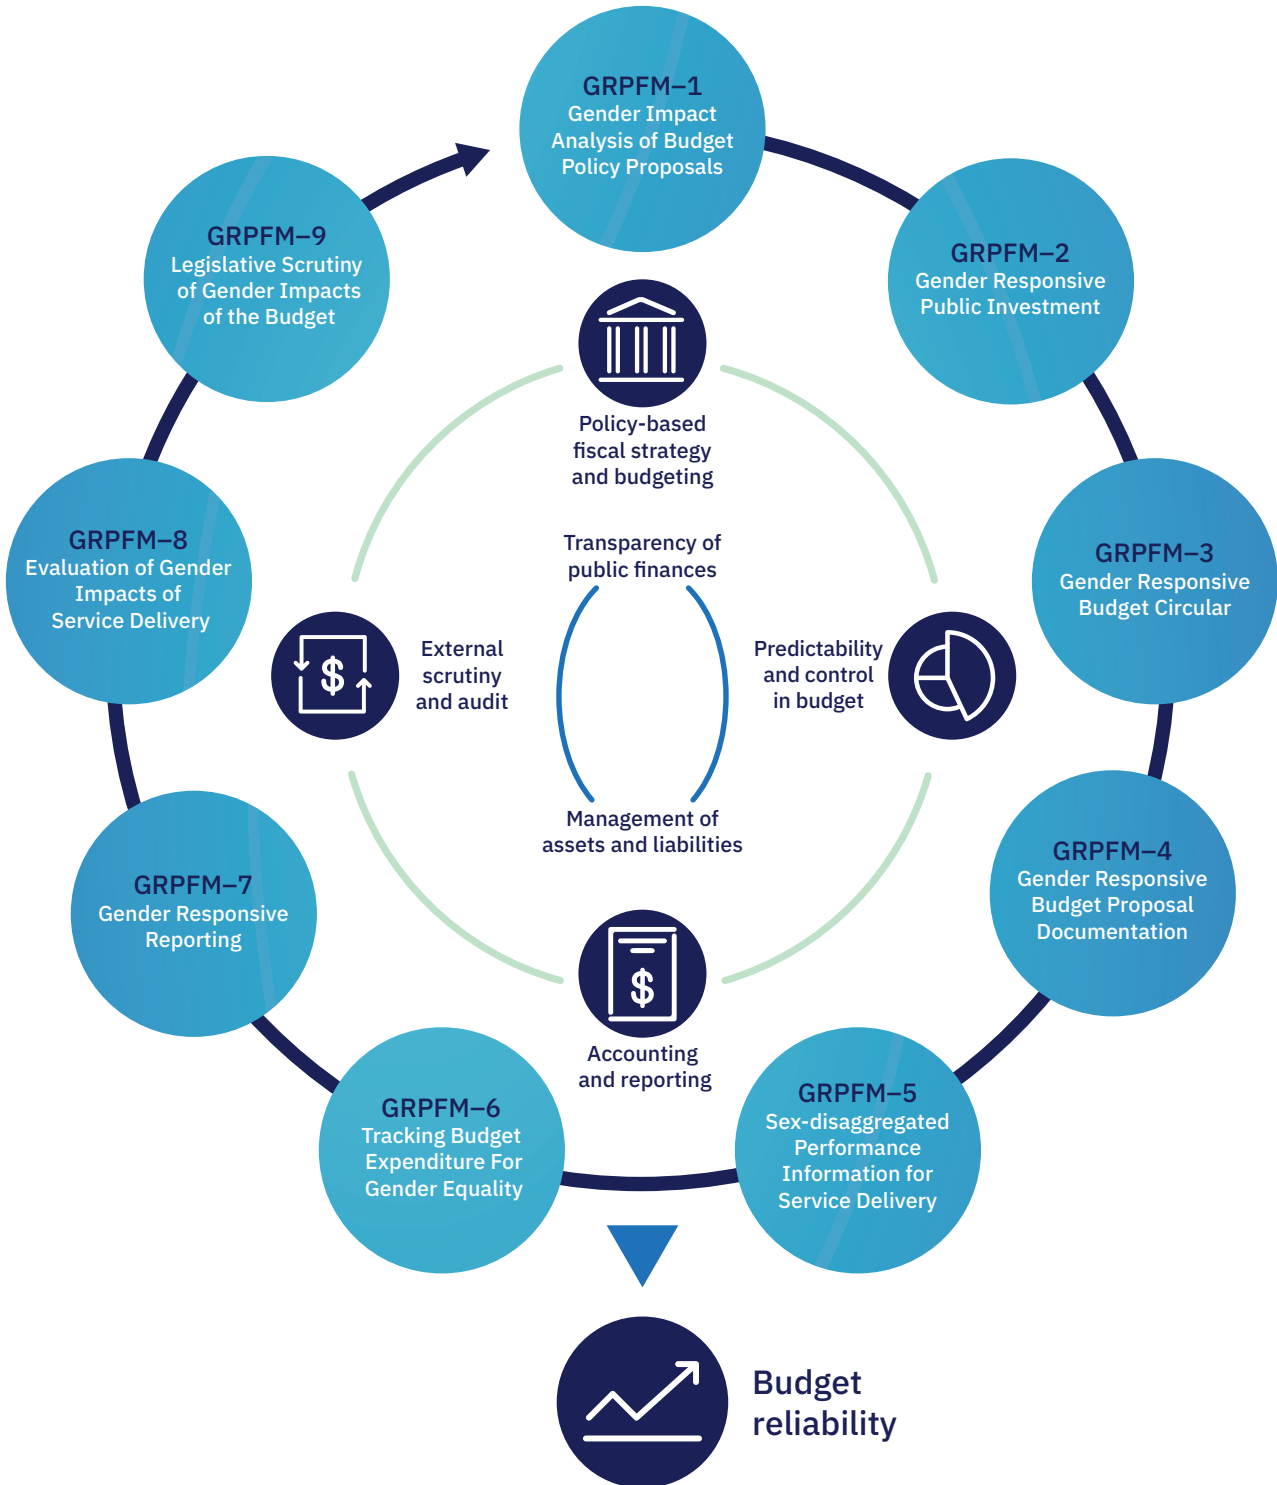 GRPFM–1
Gender Impact
Analysis of Budget
Policy Proposals
GRPFM–2
Gender Responsive
Public Investment
GRPFM–3
Gender Responsive
Budget Circular
GRPFM–4
Gender Responsive
Budget Proposal
Documentation
GRPFM–5
Sex-disaggregated
Performance
Information for
Service Delivery
GRPFM–6
Tracking Budget
Expenditure For
Gender Equality
GRPFM–7
Gender Responsive
Reporting
GRPFM–8
Evaluation of Gender
Impacts of
Service Delivery
GRPFM–9
Legislative Scrutiny
of Gender Impacts
of the Budget
Policy-based
fiscal strategy
and budgeting
Transparency of
public finances
External
scrutiny
and audit
$
Predictability
and control
in budget
Management of
assets and liabilities
$
Accounting
and reporting
Budget
reliability